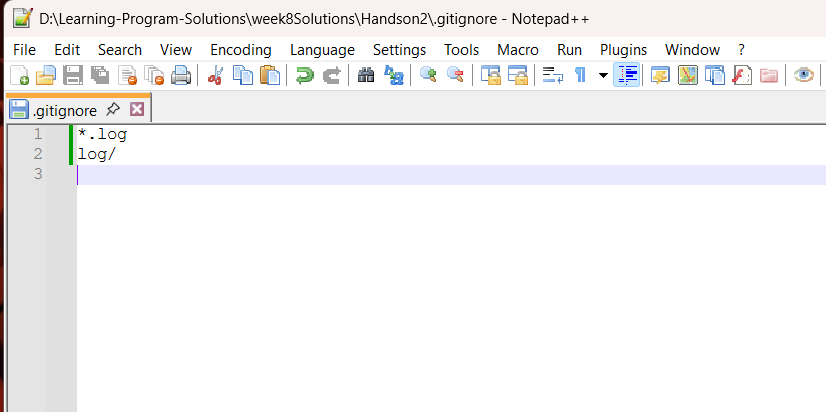 D:\Learning-Program-Solutions\week8Solutions\Handson2\.gitignore - Notepad++
File Edit Search View Encoding Language Settings Tools Macro Run Plugins Window ?
.gitignore
1 *.log
2 log/
3